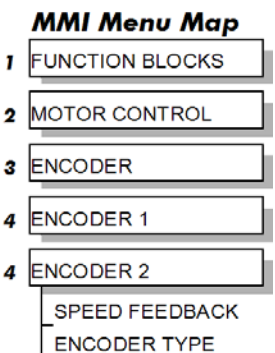 MMI Menu Map
1 FUNCTION BLOCKS
2 MOTOR CONTROL
3 ENCODER
4 ENCODER 1
4 ENCODER 2
SPEED FEEDBACK
ENCODER TYPE